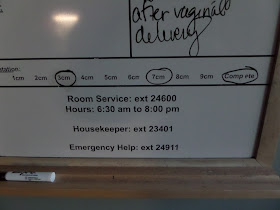 after vaginal
delivery
tation:
1cm 2cm 3cm 4cm 5cm 6cm 7cm 8cm 9cm Complete
Room Service: ext 24600
Hours: 6:30 am to 8:00 pm
Housekeeper: ext 23401
Emergency Help: ext 24911